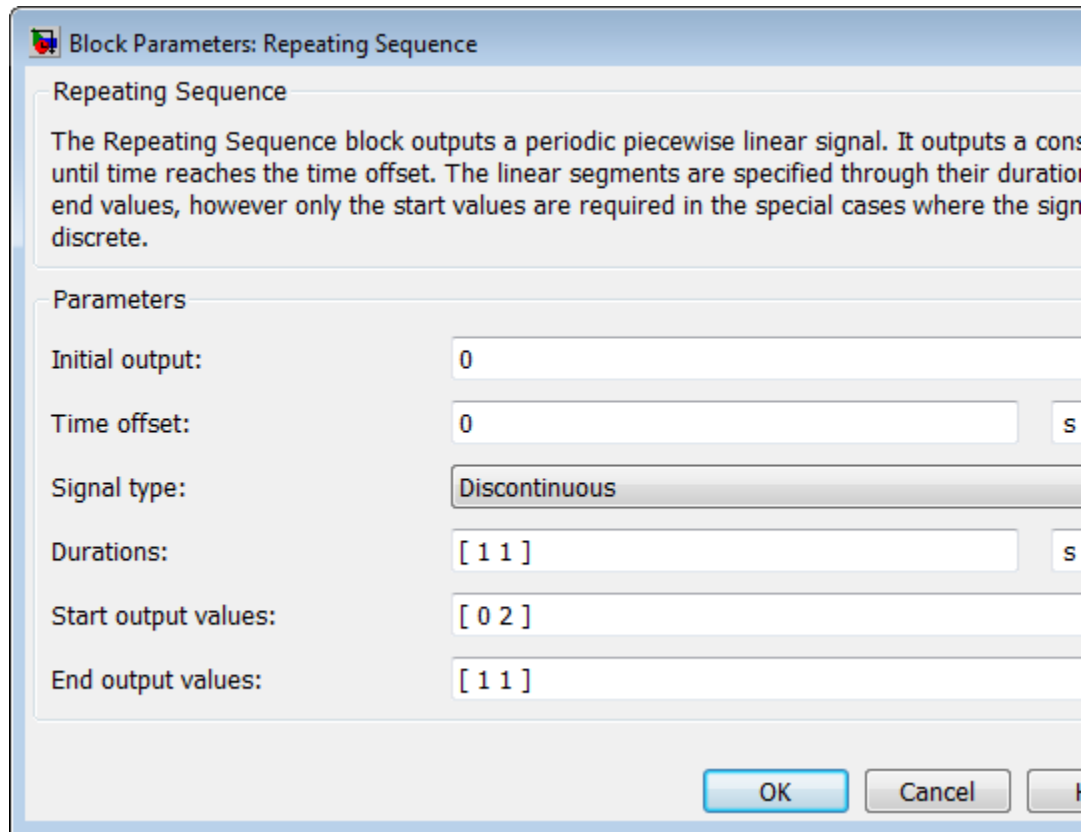 Block Parameters: Repeating Sequence
Repeating Sequence
The Repeating Sequence block outputs a periodic piecewise linear signal. It outputs a
until time reaches the time offset. The linear segments are specified through their
end values, however only the start values are required in the special cases where the
discrete.
Parameters
Initial output: 0
Time offset: 0 s
Signal type: Discontinuous
Durations: [ 1 1 ] s
Start output values: [ 0 2 ]
End output values: [ 1 1 ]
OK Cancel